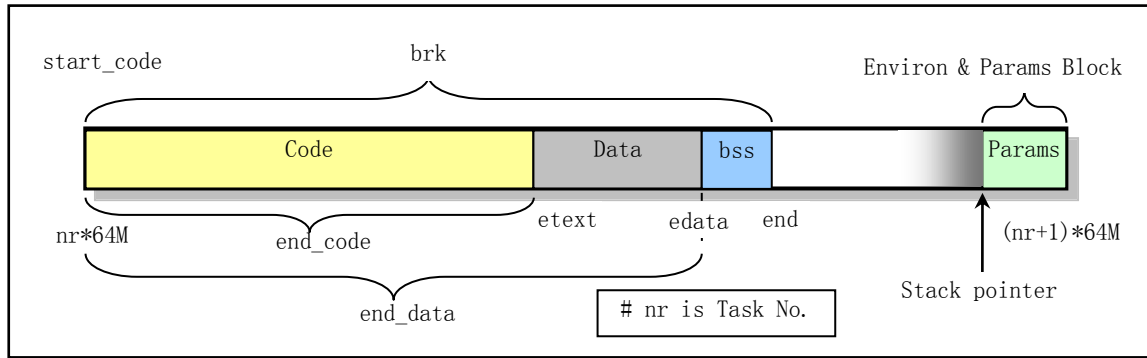 brk
start_code
Environ & Params Block
Code
Data
bss
Params
etext
edata
end
nr*64M
end_code
(nr+1)*64M
Stack pointer
end_data
# nr is Task No.